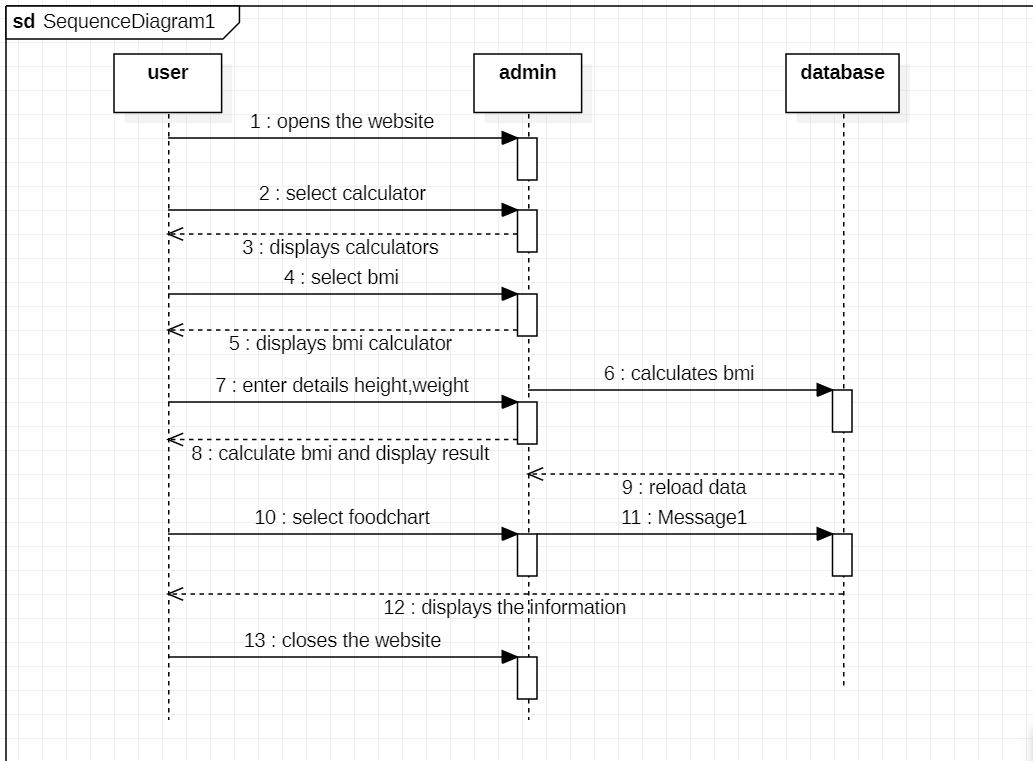 sd SequenceDiagram1
user
admin
database
1 : opens the website
2 : select calculator
3 : displays calculators
4 : select bmi
5 : displays bmi calculator
6 : calculates bmi
7 : enter details height,weight
8 : calculate bmi and display result
9 : reload data
10 : select foodchart
11 : Message1
12 : displays the information
13 : closes the website